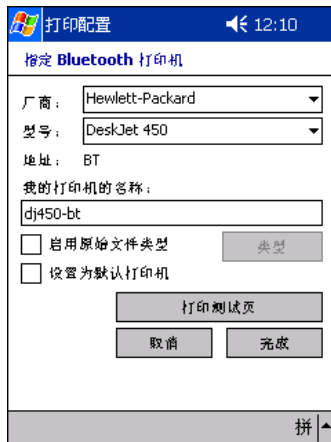 打印配置 12:10
指定 Bluetooth 打印机
厂商： Hewlett-Packard
型号： DeskJet 450
地址： BT
我的打印机的名称：
dj450-bt
启用原始文件类型 类型
设置为默认打印机
打印测试页
取消 完成
拼